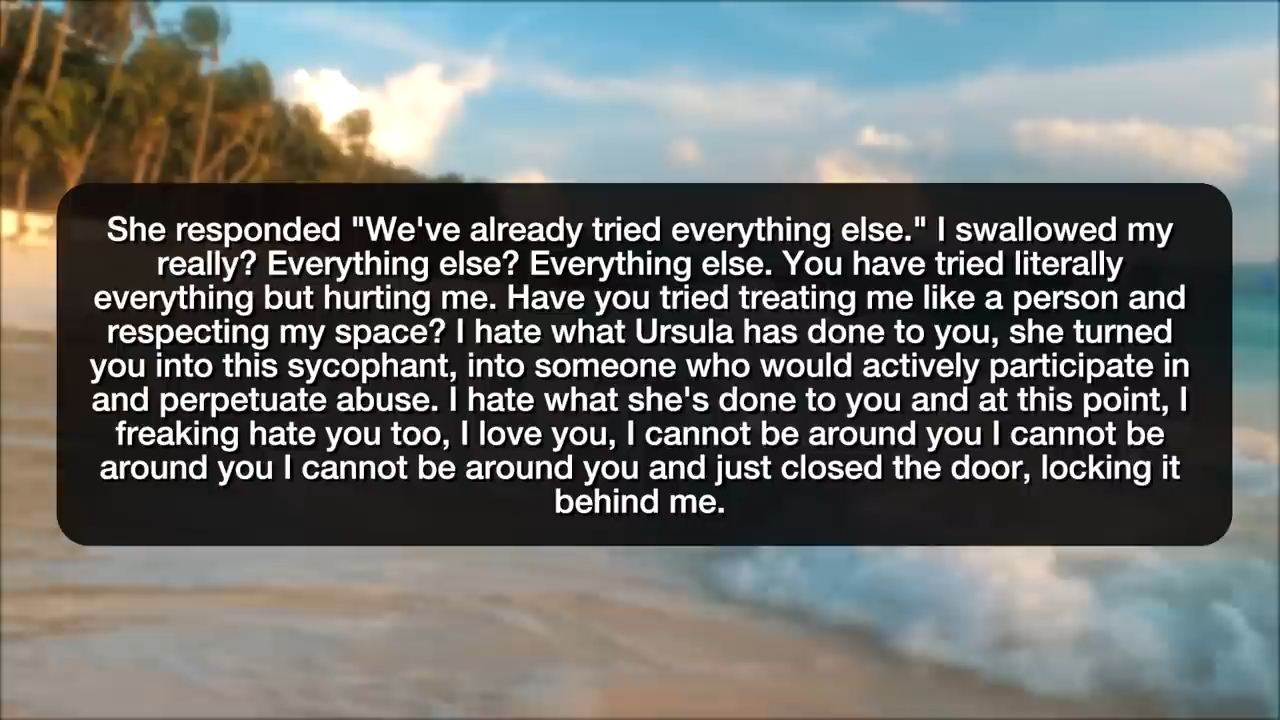 She responded "We've already tried everything else." I swallowed my
really? Everything else? Everything else. You have tried literally
everything but hurting me. Have you tried treating me like a person and
respecting my space? I hate what Ursula has done to you, she turned
you into this sycophant, into someone who would actively participate in
and perpetuate abuse. I hate what she's done to you and at this point, I
freaking hate you too, I love you, I cannot be around you I cannot be
around you I cannot be around you and just closed the door, locking it
behind me.